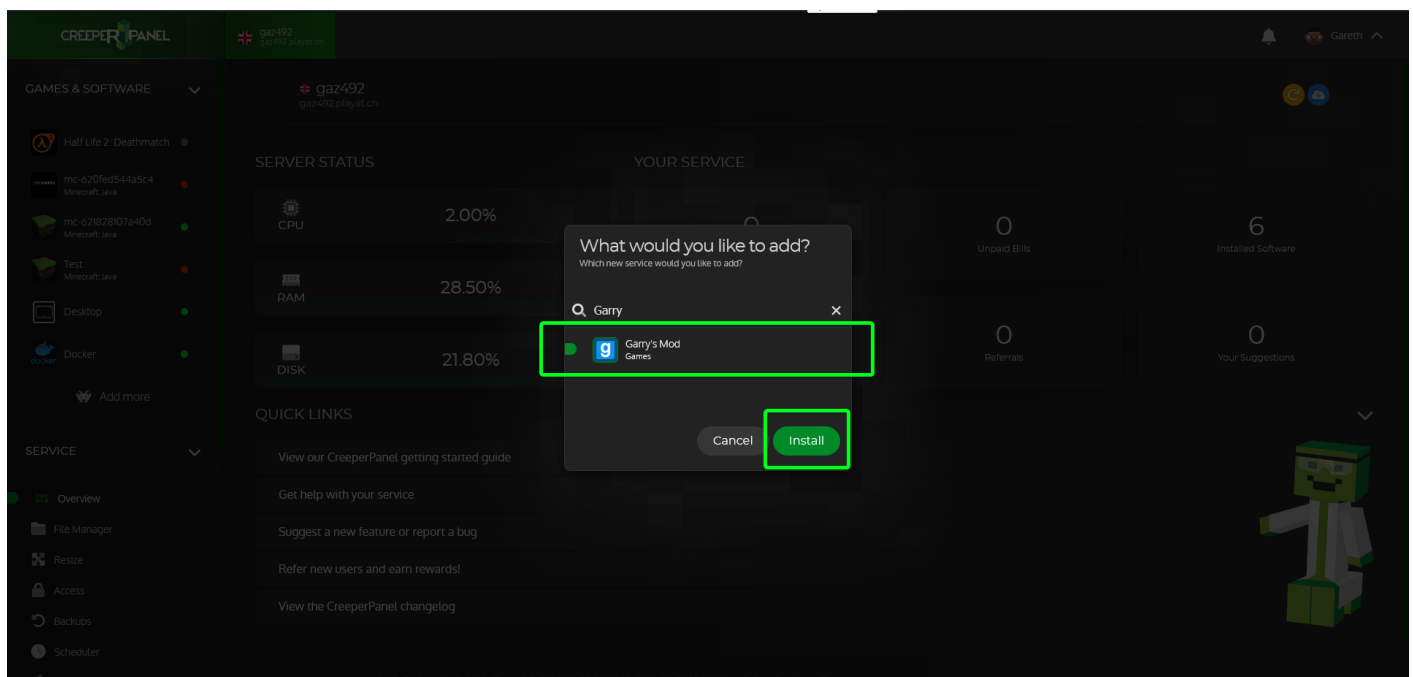 CREEPER PANEL
gaz492
gaz492.playat.ch
Gareth
GAMES & SOFTWARE
gaz492
gaz492.playat.ch
Half Life 2: Deathmatch
mc-620fed544a5c4
Minecraft: Java
mc-621828107a40d
Minecraft: Java
Test
Minecraft: Java
Desktop
docker
Docker
Add more
SERVICE
Overview
File Manager
Resize
Access
Backups
Scheduler
SERVER STATUS
CPU
2.00%
RAM
28.50%
DISK
21.80%
YOUR SERVICE
0
Unpaid Bills
6
Installed Software
0
Referrals
0
Your Suggestions
What would you like to add?
Which new service would you like to add?
Garry
g
Garry's Mod
Games
Cancel
Install
QUICK LINKS
View our CreeperPanel getting started guide
Get help with your service
Suggest a new feature or report a bug
Refer new users and earn rewards!
View the CreeperPanel changelog